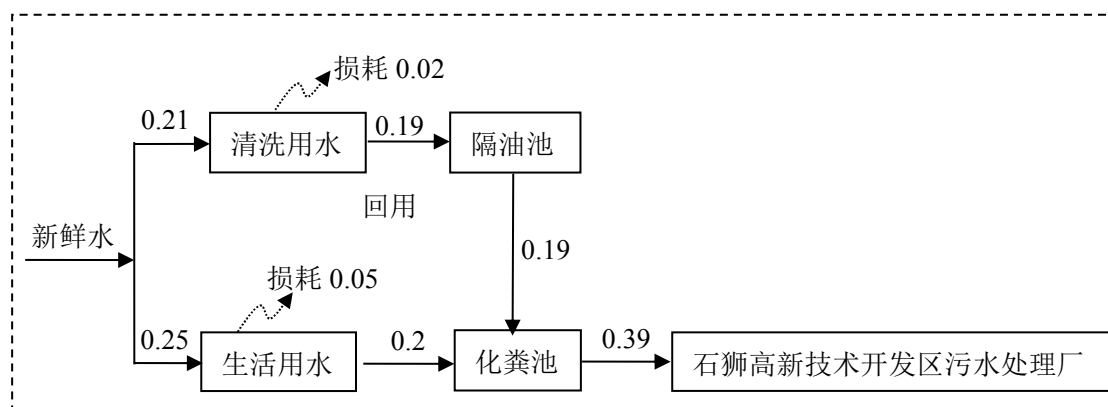 损耗 0.02
0.21
清洗用水
0.19
隔油池
回用
新鲜水
0.19
损耗 0.05
0.25
生活用水
0.2
化粪池
0.39
石狮高新技术开发区污水处理厂